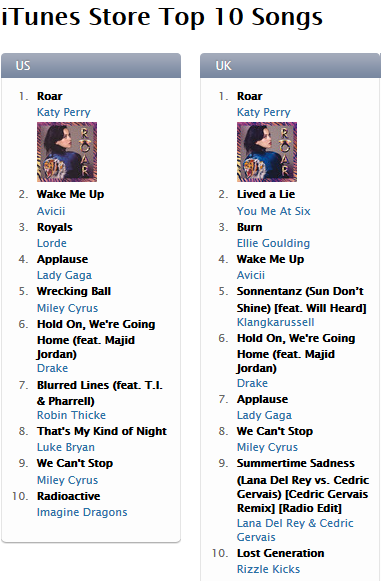 iTunes Store Top 10 Songs
US
1. Roar
Katy Perry
ROAR
2. Wake Me Up
Avicii
3. Royals
Lorde
4. Applause
Lady Gaga
5. Wrecking Ball
Miley Cyrus
6. Hold On, We're Going
Home (feat. Majid
Jordan)
Drake
7. Blurred Lines (feat. T.I.
& Pharrell)
Robin Thicke
8. That's My Kind of Night
Luke Bryan
9. We Can't Stop
Miley Cyrus
10. Radioactive
Imagine Dragons
UK
1. Roar
Katy Perry
ROAR
2. Lived a Lie
You Me At Six
3. Burn
Ellie Goulding
4. Wake Me Up
Avicii
5. Sonnentanz (Sun Don't
Shine) [feat. Will Heard]
Klangkarussell
6. Hold On, We're Going
Home (feat. Majid
Jordan)
Drake
7. Applause
Lady Gaga
8. We Can't Stop
Miley Cyrus
9. Summertime Sadness
(Lana Del Rey vs. Cedric
Gervais) [Cedric Gervais
Remix] [Radio Edit]
Lana Del Rey & Cedric
Gervais
10. Lost Generation
Rizzle Kicks